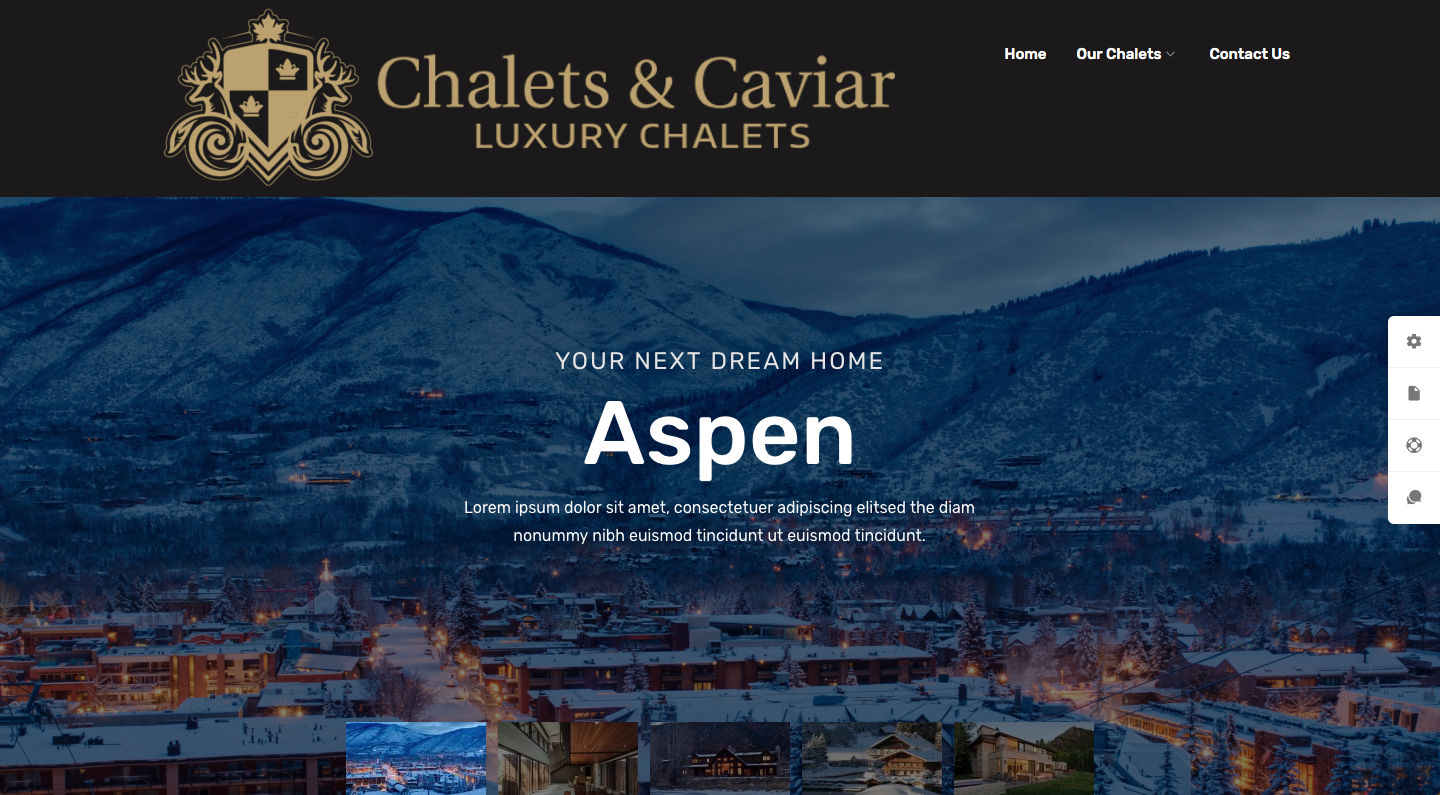 Chalets & Caviar
LUXURY CHALETS
Home
Our Chalets
Contact Us
YOUR NEXT DREAM HOME
Aspen
Lorem ipsum dolor sit amet, consectetuer adipiscing elitsed the diam
nonummy nibh euismod tincidunt ut euismod tincidunt.